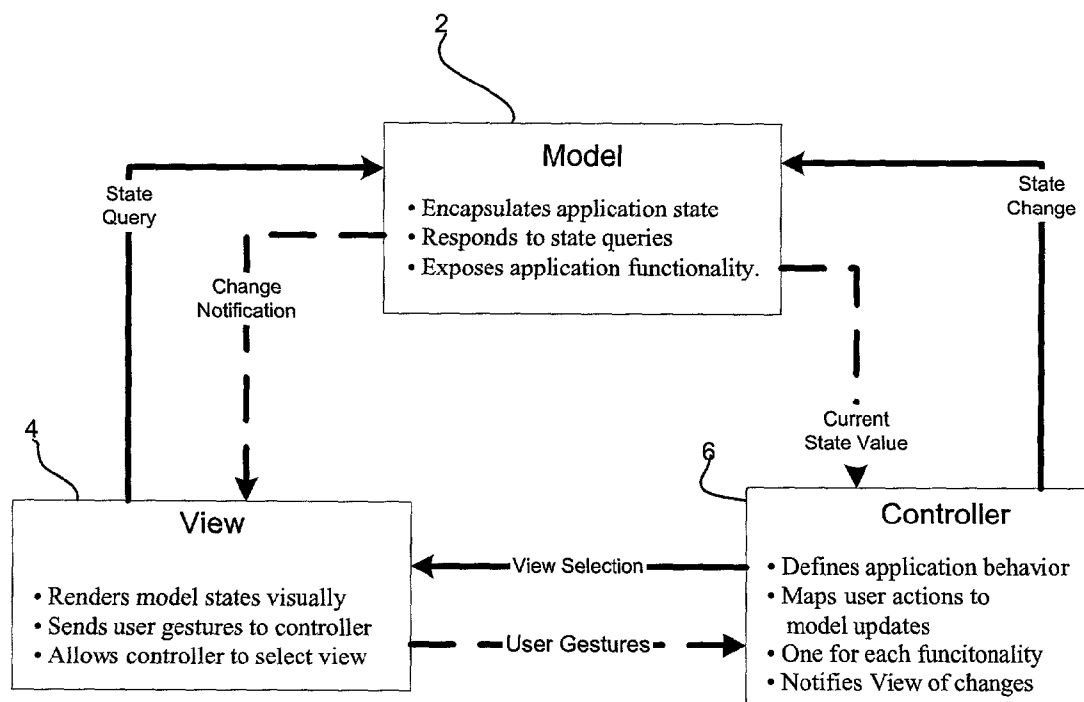 2
Model
• Encapsulates application state
• Responds to state queries
• Exposes application functionality.
State
Query
State
Change
Change
Notification
Current
State Value
4
View
• Renders model states visually
• Sends user gestures to controller
• Allows controller to select view
View Selection
User Gestures
6
Controller
• Defines application behavior
• Maps user actions to
model updates
• One for each funcitonality
• Notifies View of changes